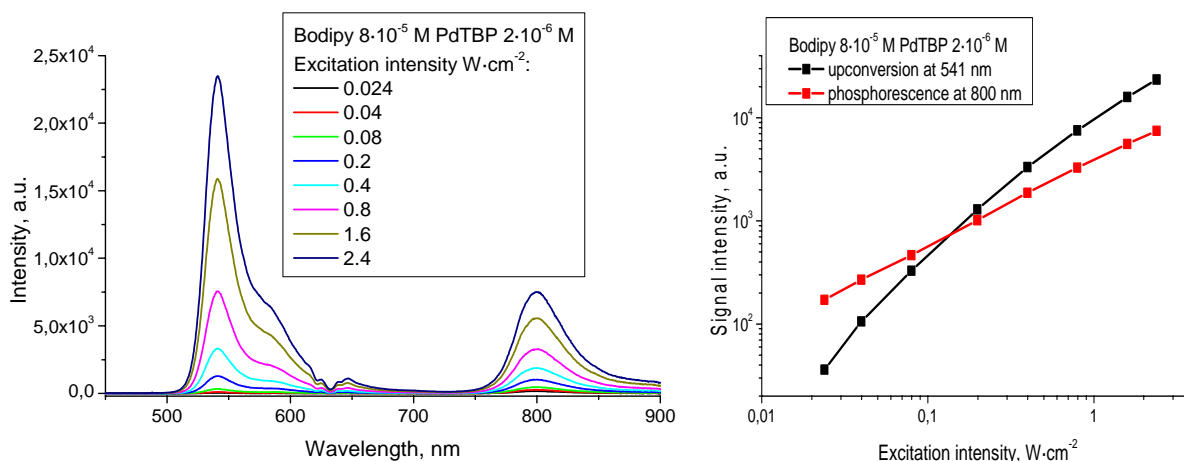 Bodipy 8·10⁻⁵ M PdTBP 2·10⁻⁶ M
Excitation intensity W·cm⁻²:
0.024
0.04
0.08
0.2
0.4
0.8
1.6
2.4
2,5x10⁴
2,0x10⁴
1,5x10⁴
1,0x10⁴
5,0x10³
0,0
Intensity, a.u.
500 600 700 800 900
Wavelength, nm
Bodipy 8·10⁻⁵ M PdTBP 2·10⁻⁶ M
upconversion at 541 nm
phosphorescence at 800 nm
10⁴
10³
10²
Signal intensity, a.u.
0,01 0,1 1
Excitation intensity, W·cm⁻²